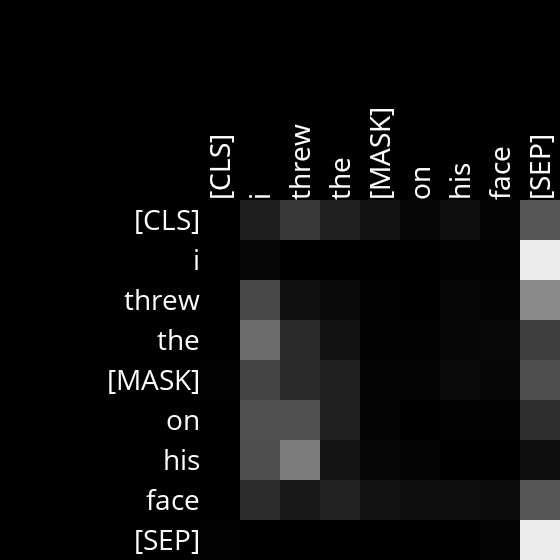 [CLS]
i
threw
the
[MASK]
on
his
face
[SEP]
[CLS]
i
threw
the
[MASK]
on
his
face
[SEP]